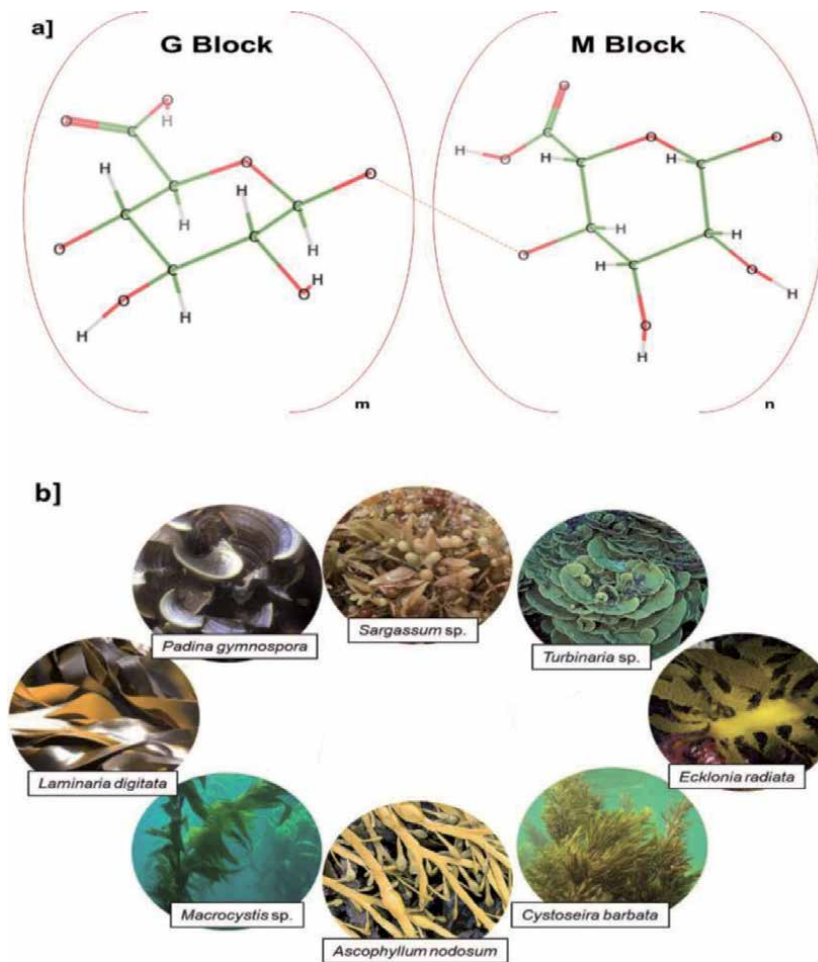 a]
G Block
M Block
O
O
H
C
H
C
O
C
H
H
C
O
C
H
C
H
O
O
H
O
H
m
O
C
H
O
H
C
O
H
C
O
C
H
O
H
C
C
H
O
H
O
H
n
b]
Padina gymnospora
Sargassum sp.
Turbinaria sp.
Laminaria digitata
Ecklonia radiata
Macrocystis sp.
Ascophyllum nodosum
Cystoseira barbata